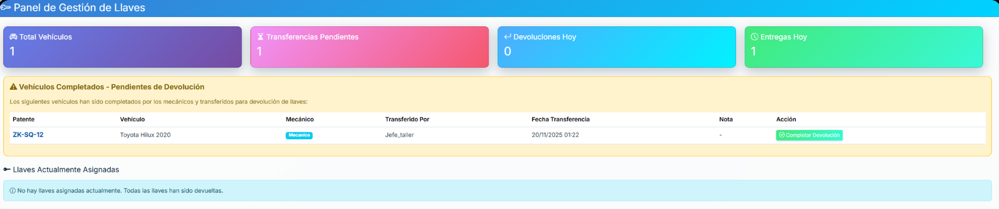 Panel de Gestión de Llaves
Total Vehículos
1
Transferencias Pendientes
1
Devoluciones Hoy
0
Entregas Hoy
1
Vehículos Completados - Pendientes de Devolución
Los siguientes vehículos han sido completados por los mecánicos y transferidos para devolución de llaves:
Patente Vehículo Mecánico Transferido Por Fecha Transferencia Nota Acción
ZK-SQ-12 Toyota Hilux 2020 Mecanico Jefe_taller 20/11/2025 01:22 - Completar Devolución
Llaves Actualmente Asignadas
No hay llaves asignadas actualmente. Todas las llaves han sido devueltas.